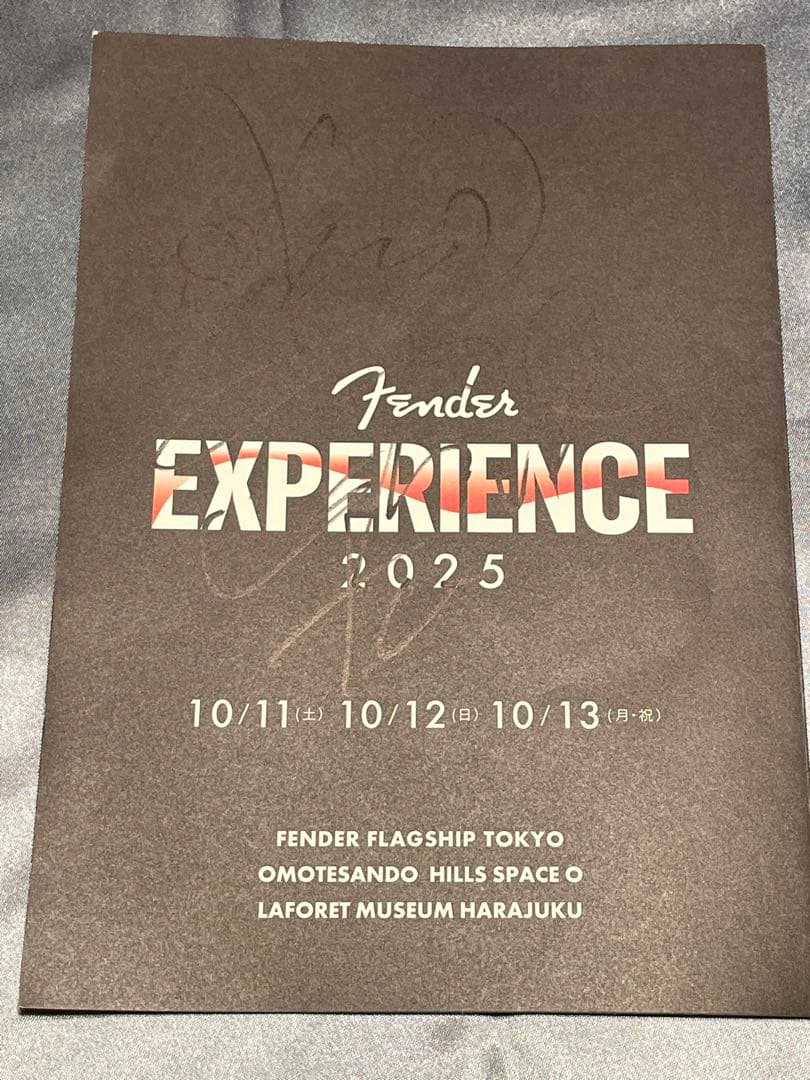 Fender
EXPERIENCE
2025
10/11(土) 10/12(日) 10/13(月・祝)
FENDER FLAGSHIP TOKYO
OMOTESANDO HILLS SPACE O
LAFORET MUSEUM HARAJUKU